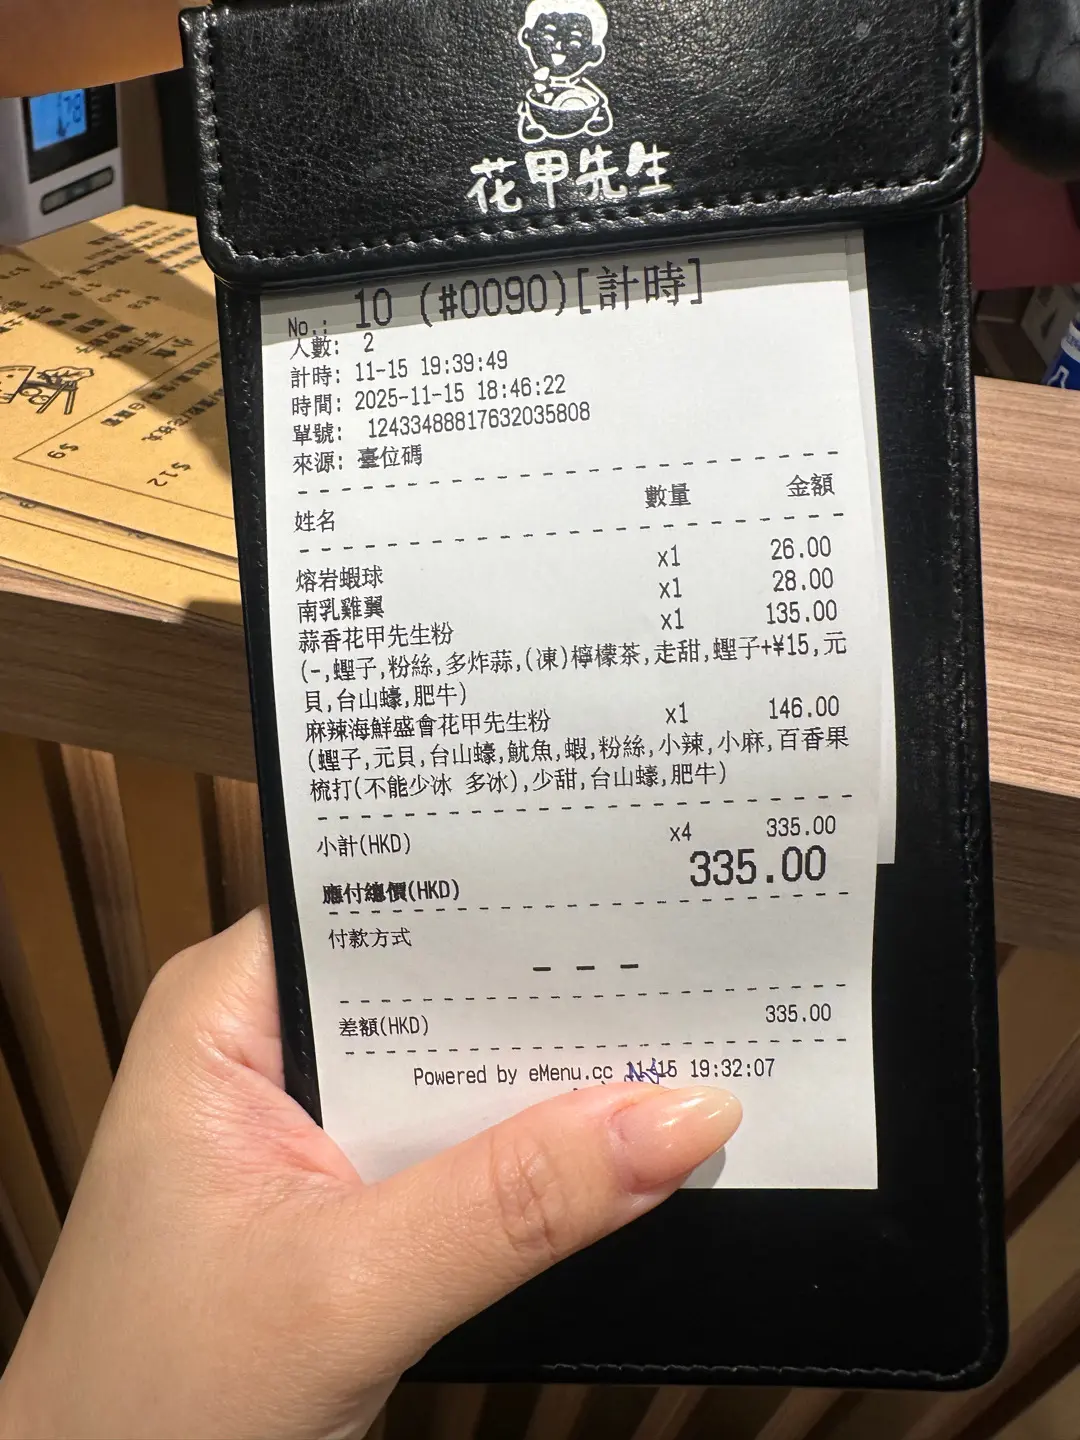 花甲先生
No.: 10 (#0090)[計時]
人數: 2
計時: 11-15 19:39:49
時間: 2025-11-15 18:46:22
單號: 12433488817632035808
來源: 臺位碼
姓名 數量 金額
熔岩蝦球 x1 26.00
南乳雞翼 x1 28.00
蒜香花甲先生粉 x1 135.00
(-,蟶子,粉絲,多炸蒜,(凍)檸檬茶,走甜,蟶子+¥15,元
貝,台山蠔,肥牛)
麻辣海鮮盛會花甲先生粉 x1 146.00
(蟶子,元貝,台山蠔,魷魚,蝦,粉絲,小辣,小麻,百香果
梳打(不能少冰 多冰),少甜,台山蠔,肥牛)
小計(HKD) x4 335.00
應付總價(HKD) 335.00
付款方式
---
差額(HKD) 335.00
Powered by eMenu.cc 11-15 19:32:07
$9
$12